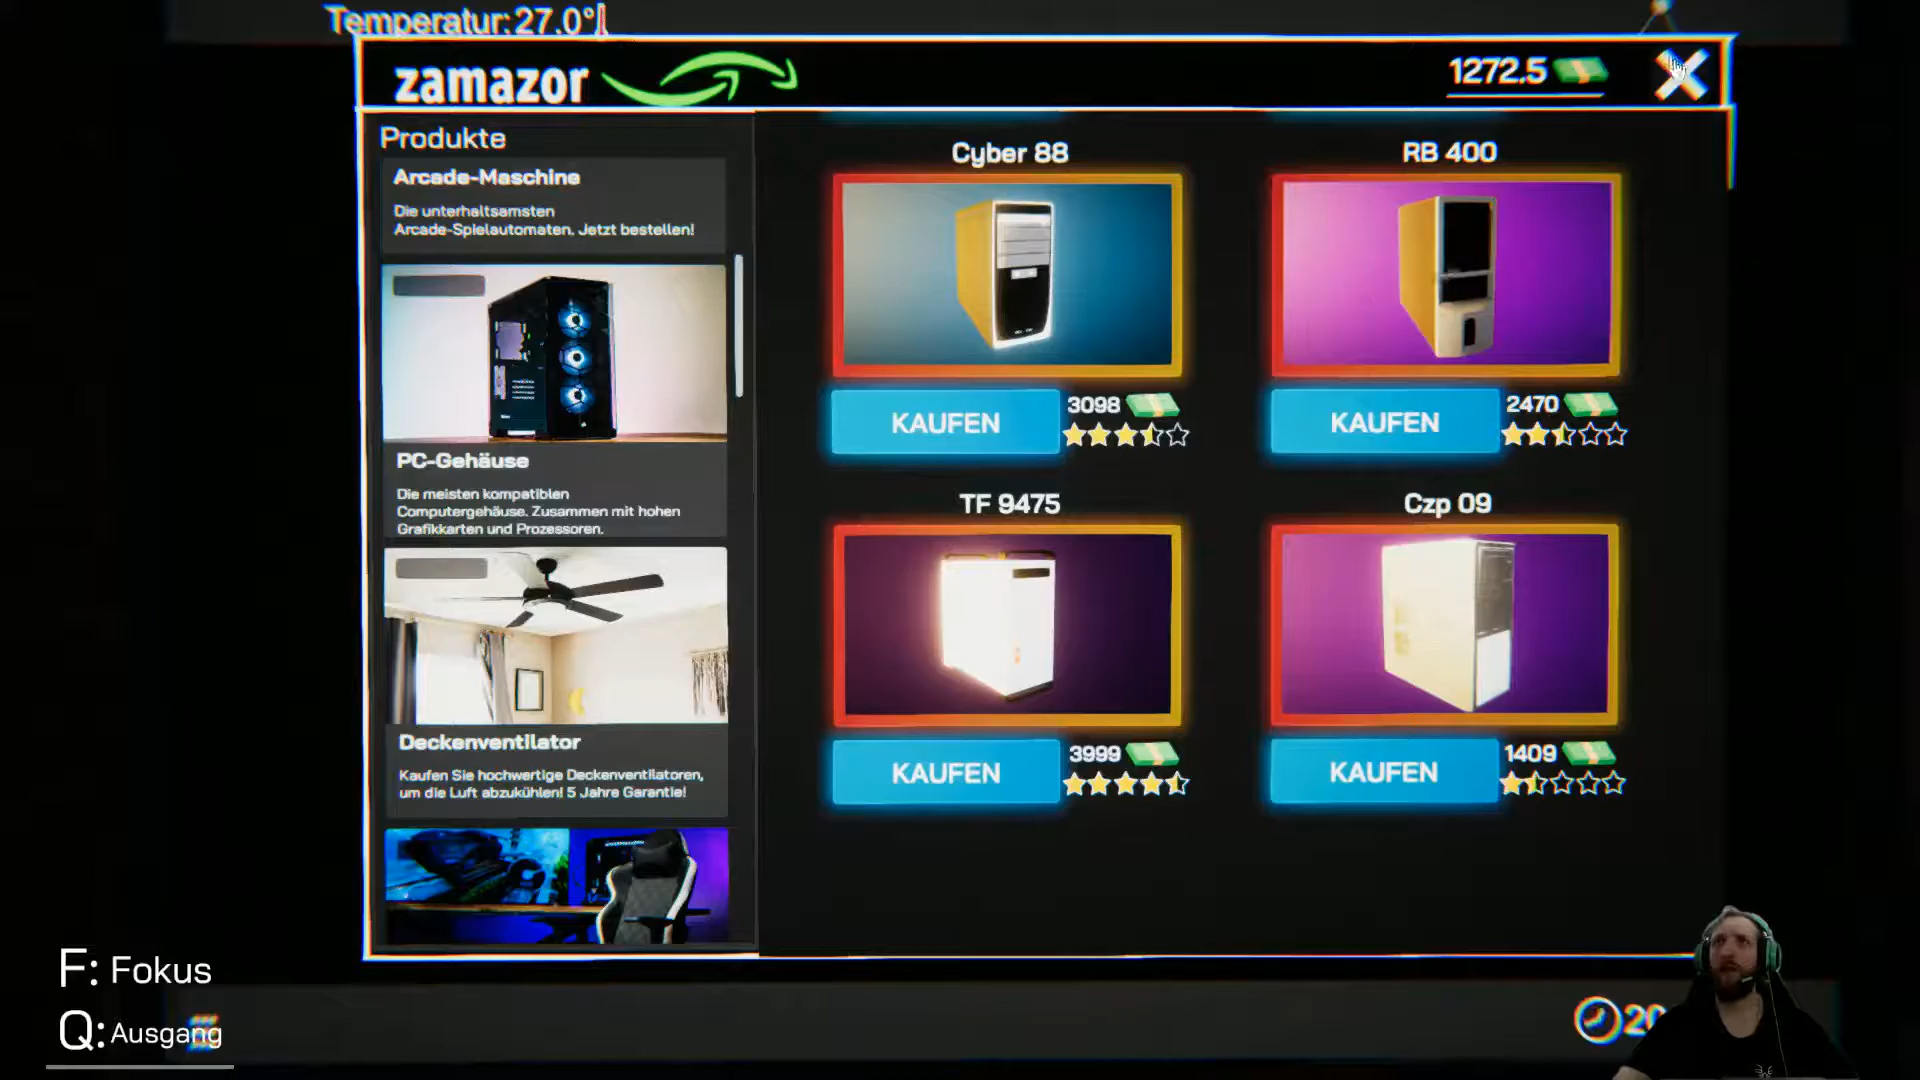 Temperatur:27.0°
zamazor
1272.5
Produkte
Arcade-Maschine
Die unterhaltsamsten
Arcade-Spielautomaten. Jetzt bestellen!
PC-Gehäuse
Die meisten kompatiblen
Computergehäuse. Zusammen mit hohen
Grafikkarten und Prozessoren.
Deckenventilator
Kaufen Sie hochwertige Deckenventilatoren,
um die Luft abzukühlen! 5 Jahre Garantie!
Cyber 88
KAUFEN
3098
RB 400
KAUFEN
2470
TF 9475
KAUFEN
3999
Czp 09
KAUFEN
1409
F: Fokus
Q: Ausgang